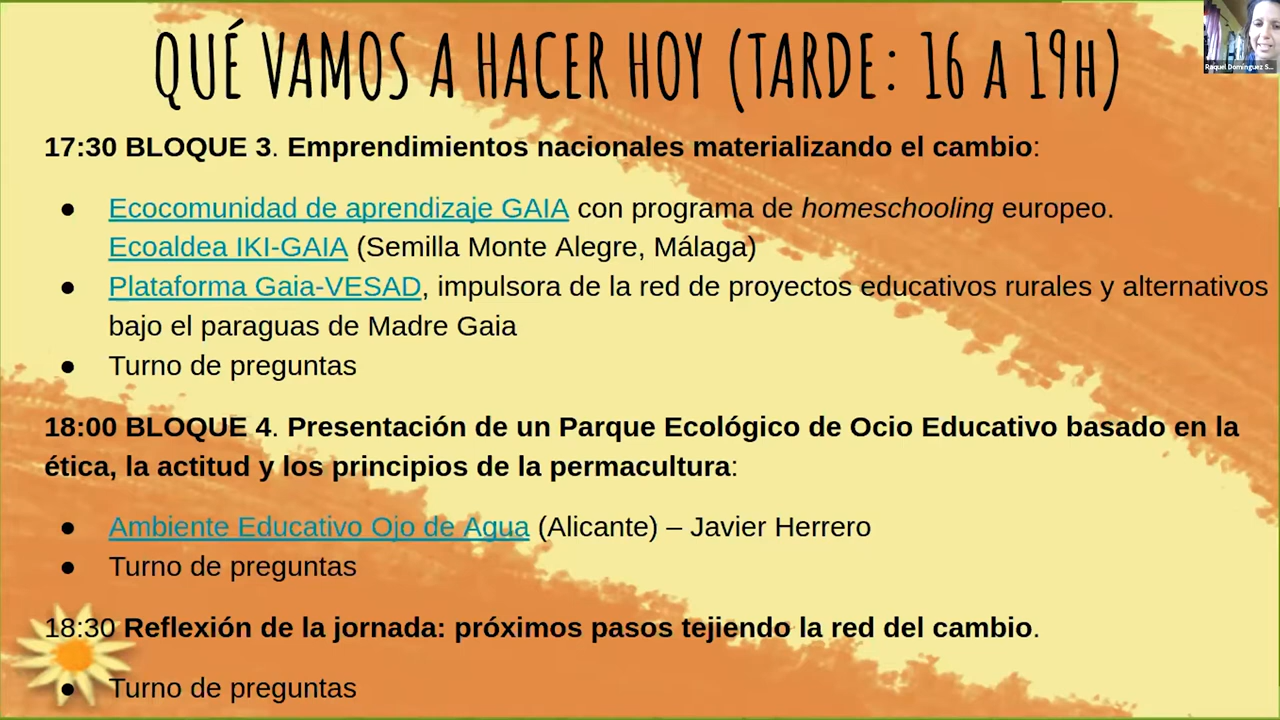 QUÉ VAMOS A HACER HOY (TARDE: 16 A 19H)
Raquel Domínguez S...
17:30 BLOQUE 3. Emprendimientos nacionales materializando el cambio:
● Ecocomunidad de aprendizaje GAIA con programa de homeschooling europeo.
Ecoaldea IKI-GAIA (Semilla Monte Alegre, Málaga)
● Plataforma Gaia-VESAD, impulsora de la red de proyectos educativos rurales y alternativos
bajo el paraguas de Madre Gaia
● Turno de preguntas
18:00 BLOQUE 4. Presentación de un Parque Ecológico de Ocio Educativo basado en la
ética, la actitud y los principios de la permacultura:
● Ambiente Educativo Ojo de Agua (Alicante) – Javier Herrero
● Turno de preguntas
18:30 Reflexión de la jornada: próximos pasos tejiendo la red del cambio.
● Turno de preguntas